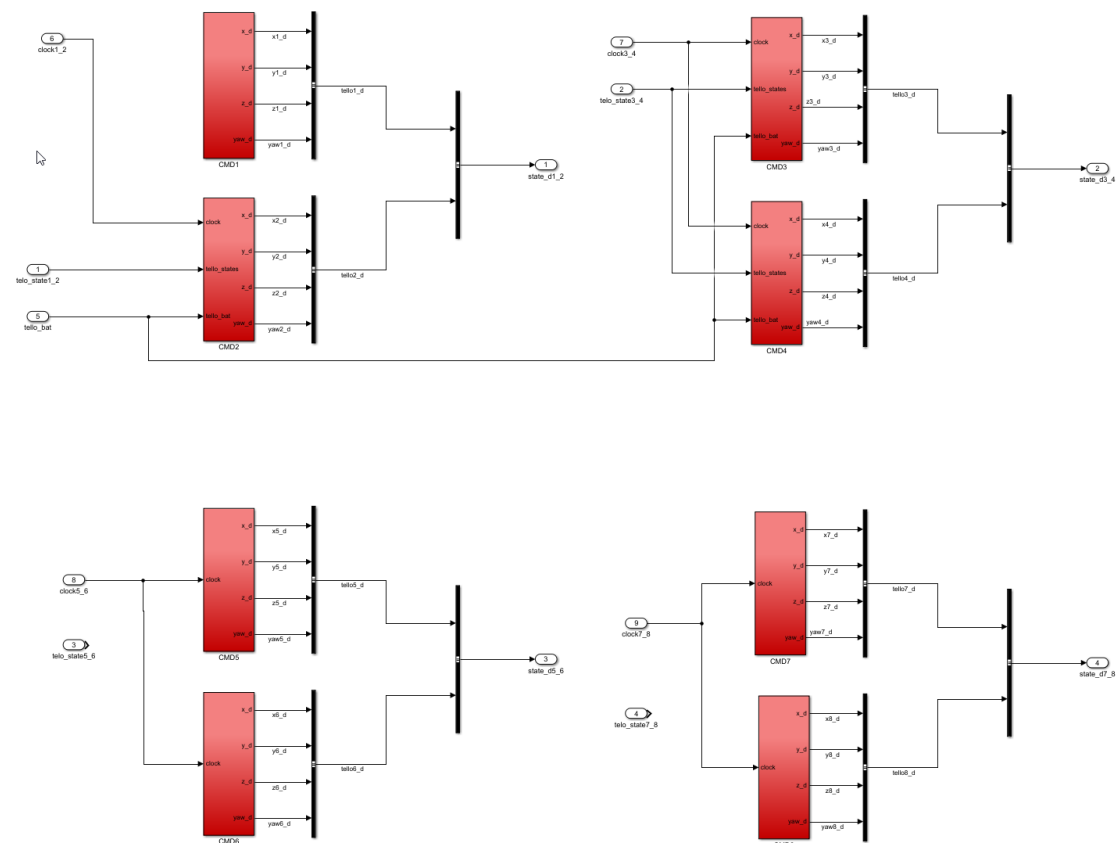 6
clock1_2
x_d
x1_d
y_d
y1_d
z_d
z1_d
yaw_d
yaw1_d
CMD1
tello1_d
1
state_d1_2
clock
x_d
x2_d
y_d
y2_d
1
telo_state1_2
tello_states
z_d
z2_d
tello2_d
5
tello_bat
tello_bat
yaw_d
yaw2_d
CMD2
7
clock3_4
clock
x_d
x3_d
y_d
y3_d
2
telo_state3_4
tello_states
z_d
z3_d
tello3_d
tello_bat
yaw_d
yaw3_d
CMD3
2
state_d3_4
clock
x_d
x4_d
y_d
y4_d
tello_states
z_d
z4_d
tello4_d
tello_bat
yaw_d
yaw4_d
CMD4
8
clock5_6
clock
x_d
x5_d
y_d
y5_d
z_d
z5_d
tello5_d
3
telo_state5_6
yaw_d
yaw5_d
CMD5
3
state_d5_6
x_d
x6_d
y_d
y6_d
clock
z_d
z6_d
tello6_d
yaw_d
yaw6_d
CMD6
x_d
x7_d
y_d
y7_d
clock
z_d
z7_d
tello7_d
9
clock7_8
yaw_d
yaw7_d
CMD7
4
state_d7_8
4
telo_state7_8
x_d
x8_d
y_d
y8_d
clock
z_d
z8_d
tello8_d
yaw_d
yaw8_d